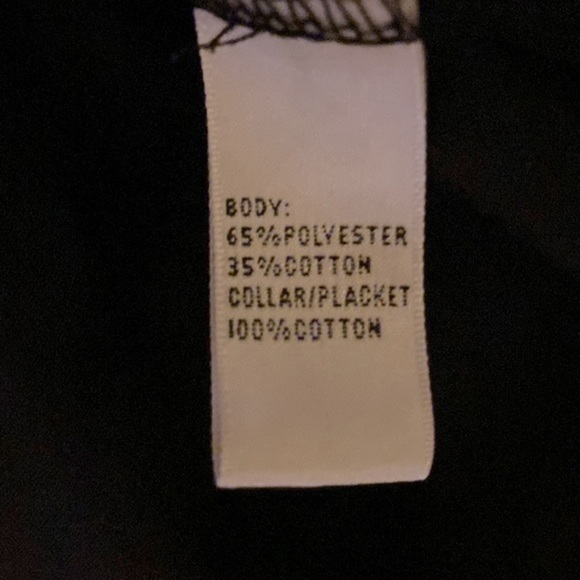 BODY:
65%POLYESTER
35%COTTON
COLLAR/PLACKET
100%COTTON